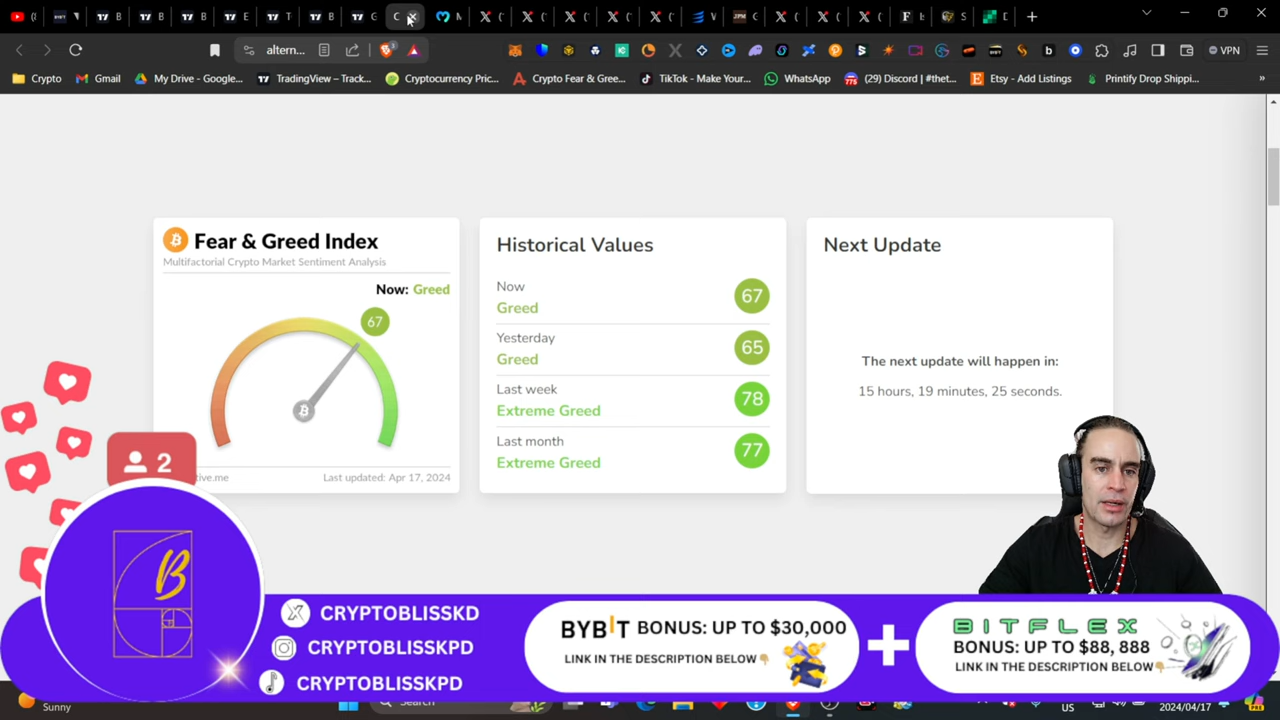 altern...
VPN
Crypto
Gmail
My Drive - Google...
TradingView – Track...
Cryptocurrency Pric...
Crypto Fear & Gree...
TikTok - Make Your...
WhatsApp
(29) Discord | #thet...
Etsy - Add Listings
Printify Drop Shippi...
Fear & Greed Index
Multifactorial Crypto Market Sentiment Analysis
Now: Greed
67
tive.me
Last updated: Apr 17, 2024
Historical Values
Now
Greed
67
Yesterday
Greed
65
Last week
Extreme Greed
78
Last month
Extreme Greed
77
Next Update
The next update will happen in:
15 hours, 19 minutes, 25 seconds.
2
B
CRYPTOBLISSKD
CRYPTOBLISSKPD
CRYPTOBLISSKPD
BYBIT BONUS: UP TO $30,000
LINK IN THE DESCRIPTION BELOW
+
BITFLEX
BONUS: UP TO $88, 888
LINK IN THE DESCRIPTION BELOW
Sunny
Search
US
2024/04/17